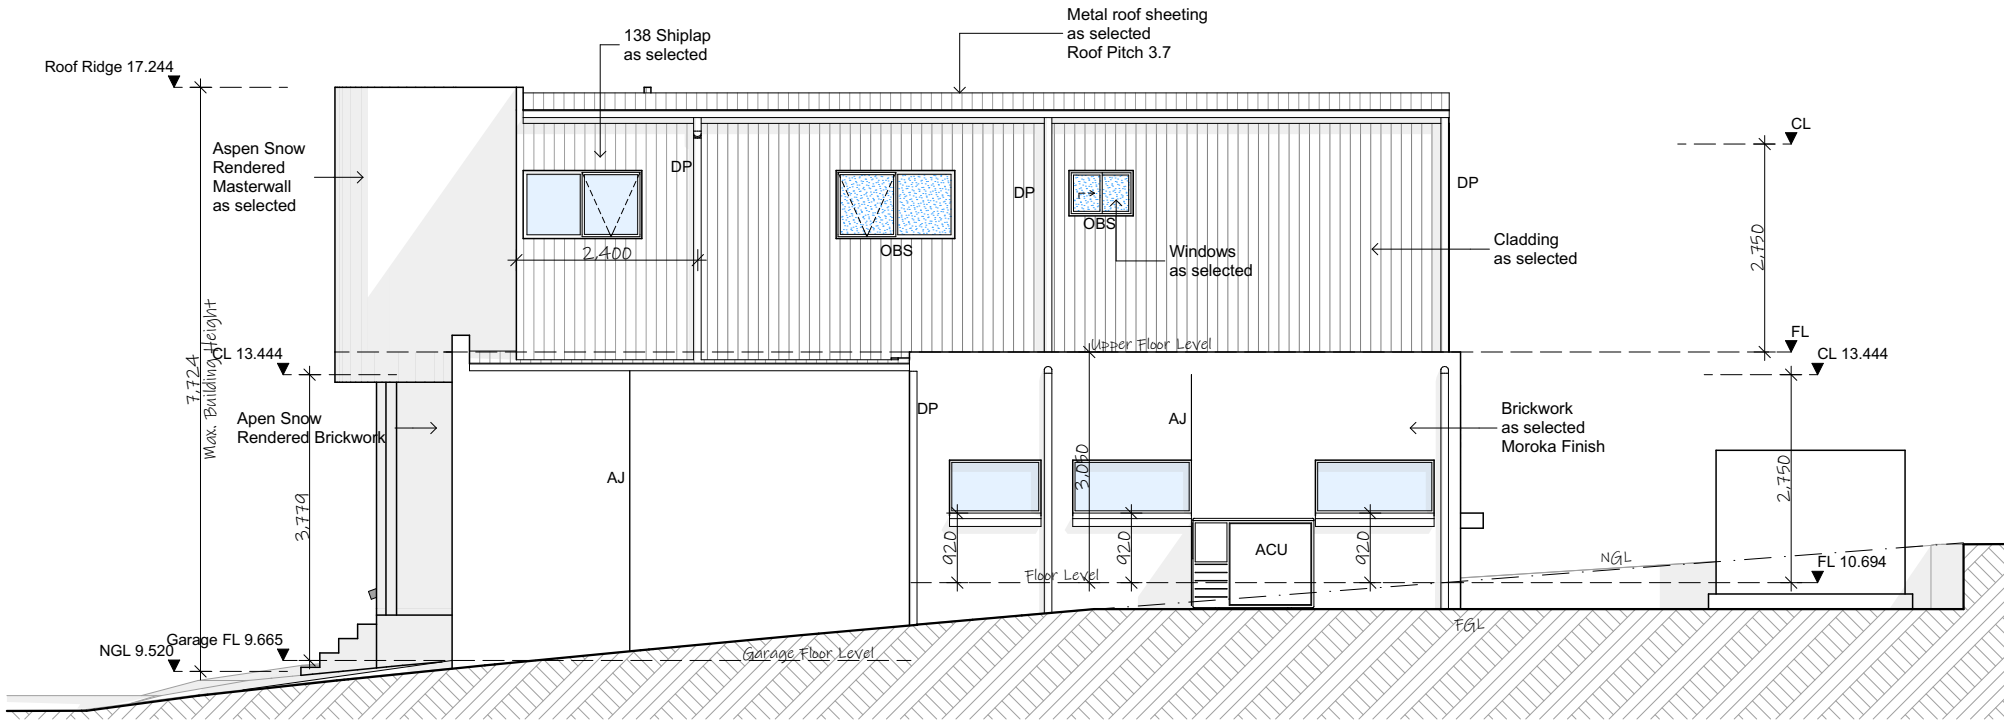 Metal roof sheeting
as selected
Roof Pitch 3.7
138 Shiplap
as selected
Roof Ridge 17.244
CL
Aspen Snow
Rendered
Masterwall
as selected
DP
DP
DP
OBS
OBS
2,400
Windows
as selected
Cladding
as selected
2,750
7,724
Max. Building Height
Upper Floor Level
FL
CL 13.444
CL 13.444
Apen Snow
Rendered Brickwork
DP
AJ
Brickwork
as selected
Moroka Finish
AJ
3,779
3,050
2,750
920
920
920
ACU
Floor Level
NGL
FL 10.694
FGL
Garage FL 9.665
NGL 9.520
Garage Floor Level